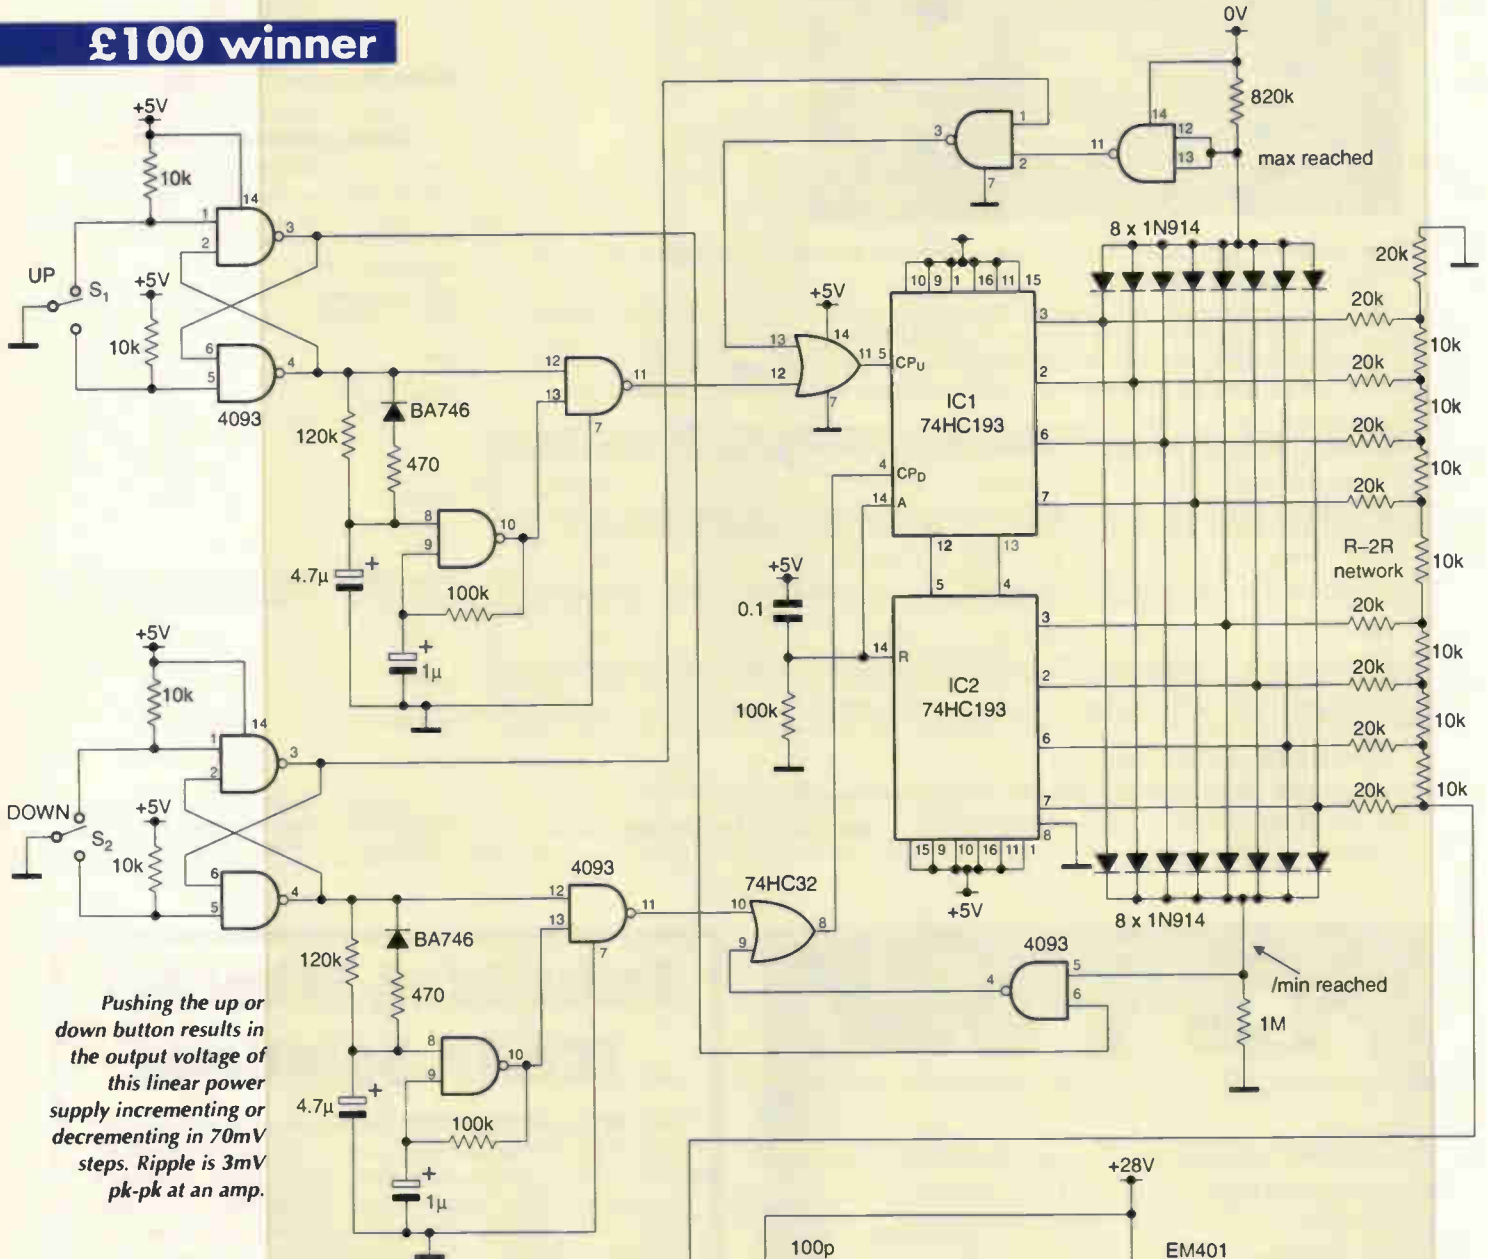 £100 winner
0V
820k
14
12
13
11
max reached
1
2
3
7
+5V
10k
14
1
2
3
UP
S1
+5V
10k
6
5
4
4093
120k
BA746
470
8
9
10
4.7µ
+
100k
+
1µ
12
13
11
7
+5V
14
13
12
11
7
5
CPU
10 9 1 16 11 15
IC1
74HC193
4
CPD
14
A
3
2
6
7
12
13
8 x 1N914
20k
20k
10k
20k
10k
20k
10k
20k
R–2R
network
10k
20k
10k
20k
10k
20k
10k
20k
+5V
0.1
100k
5
4
14
R
IC2
74HC193
3
2
6
7
8
15 9 10 16 11 1
+5V
8 x 1N914
/min reached
1M
+5V
10k
14
1
2
3
DOWN
S2
+5V
10k
6
5
4
120k
BA746
470
8
9
10
4.7µ
+
100k
+
1µ
4093
12
13
11
7
74HC32
10
9
8
4093
4
5
6
Pushing the up or
down button results in
the output voltage of
this linear power
supply incrementing or
decrementing in 70mV
steps. Ripple is 3mV
pk-pk at an amp.
+28V
100p
EM401